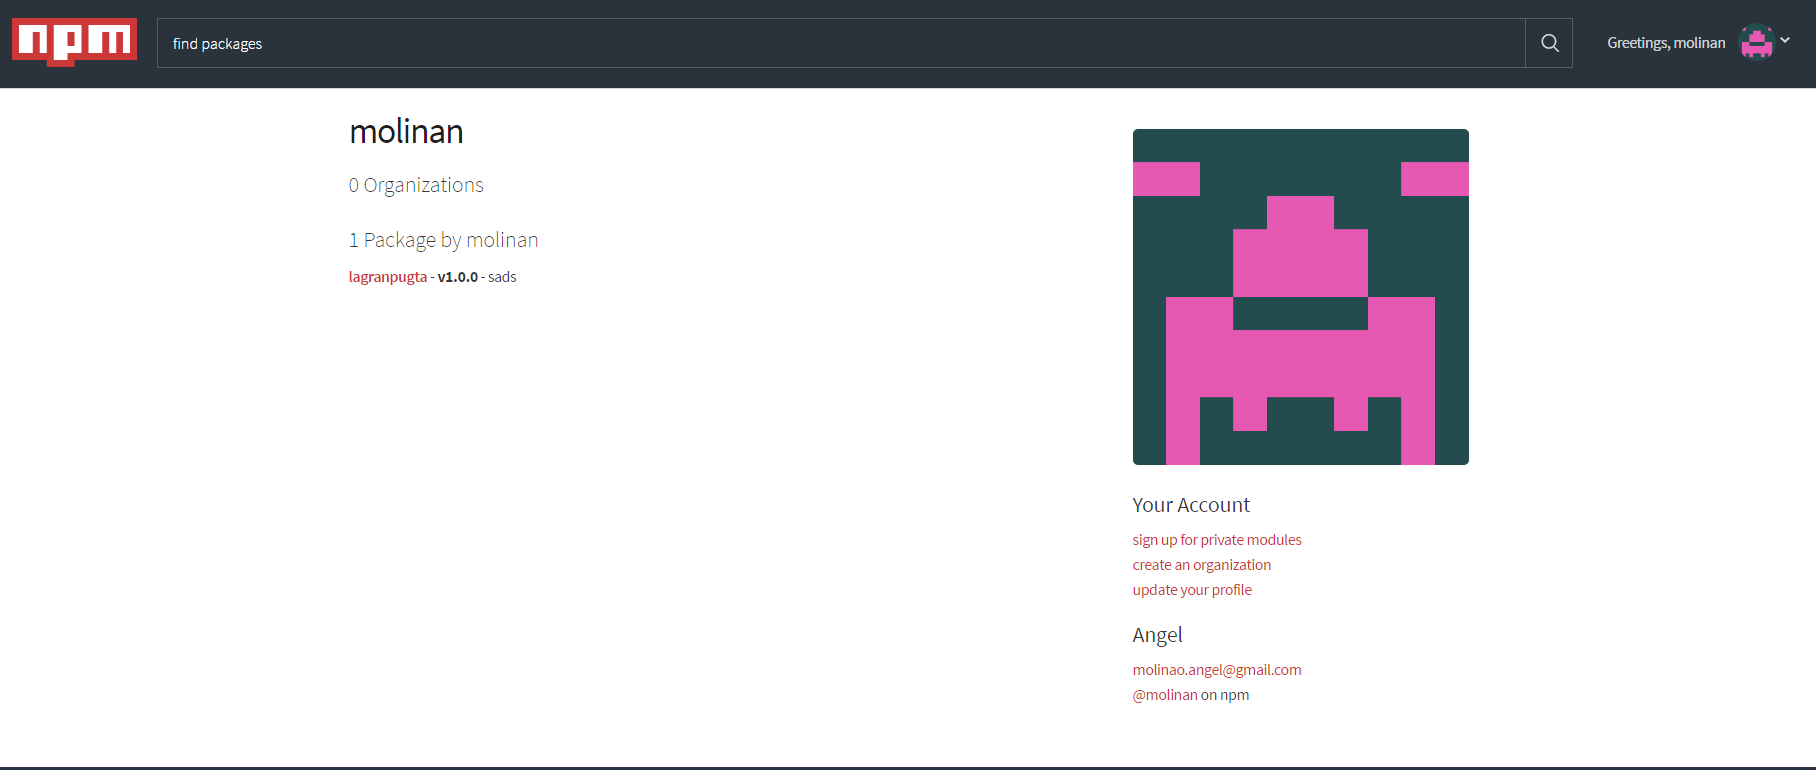 npm
find packages
Greetings, molinan
molinan
0 Organizations
1 Package by molinan
lagranpugta - v1.0.0 - sads
Your Account
sign up for private modules
create an organization
update your profile
Angel
molinao.angel@gmail.com
@molinan on npm